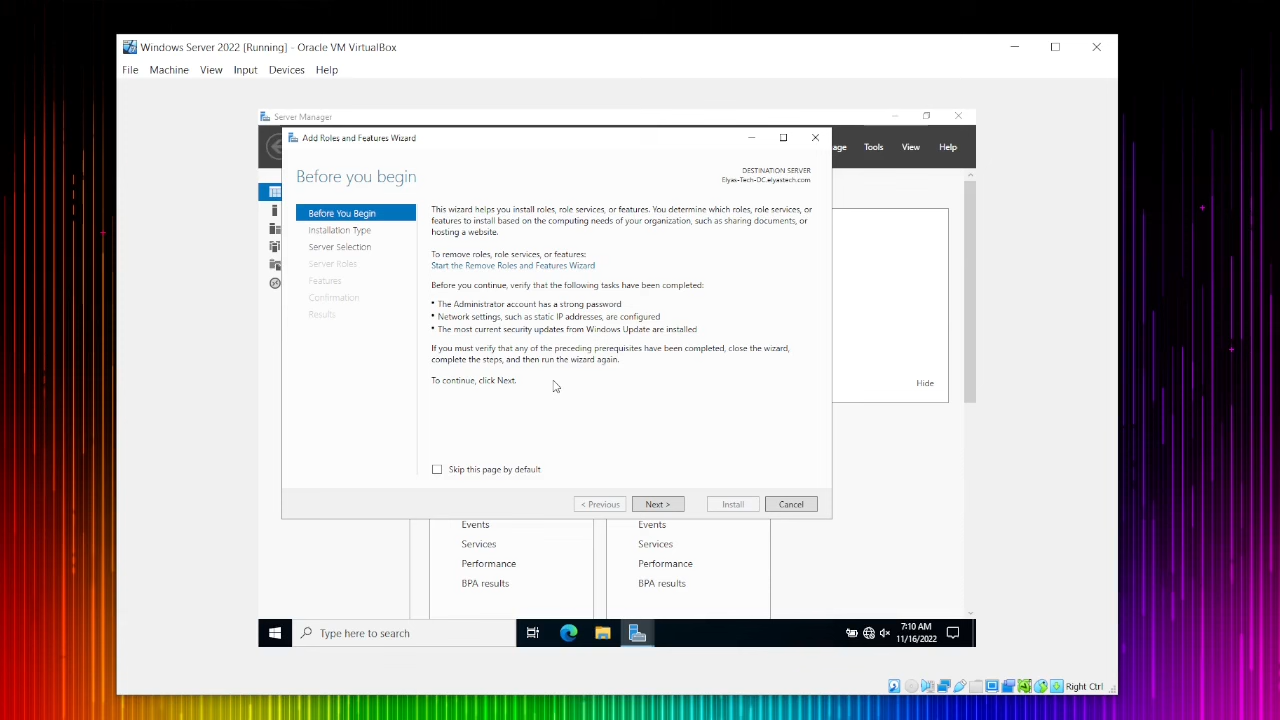 Windows Server 2022 [Running] - Oracle VM VirtualBox
File Machine View Input Devices Help
Server Manager
Add Roles and Features Wizard
Tools View Help
Before you begin
DESTINATION SERVER
Elyas-Tech-DC.elyastech.com
Before You Begin
Installation Type
Server Selection
Server Roles
Features
Confirmation
Results
This wizard helps you install roles, role services, or features. You determine which roles, role services, or
features to install based on the computing needs of your organization, such as sharing documents, or
hosting a website.
To remove roles, role services, or features:
Start the Remove Roles and Features Wizard
Before you continue, verify that the following tasks have been completed:
• The Administrator account has a strong password
• Network settings, such as static IP addresses, are configured
• The most current security updates from Windows Update are installed
If you must verify that any of the preceding prerequisites have been completed, close the wizard,
complete the steps, and then run the wizard again.
To continue, click Next.
Hide
Skip this page by default
< Previous Next > Install Cancel
Events Events
Services Services
Performance Performance
BPA results BPA results
Type here to search
7:10 AM
11/16/2022
Right Ctrl